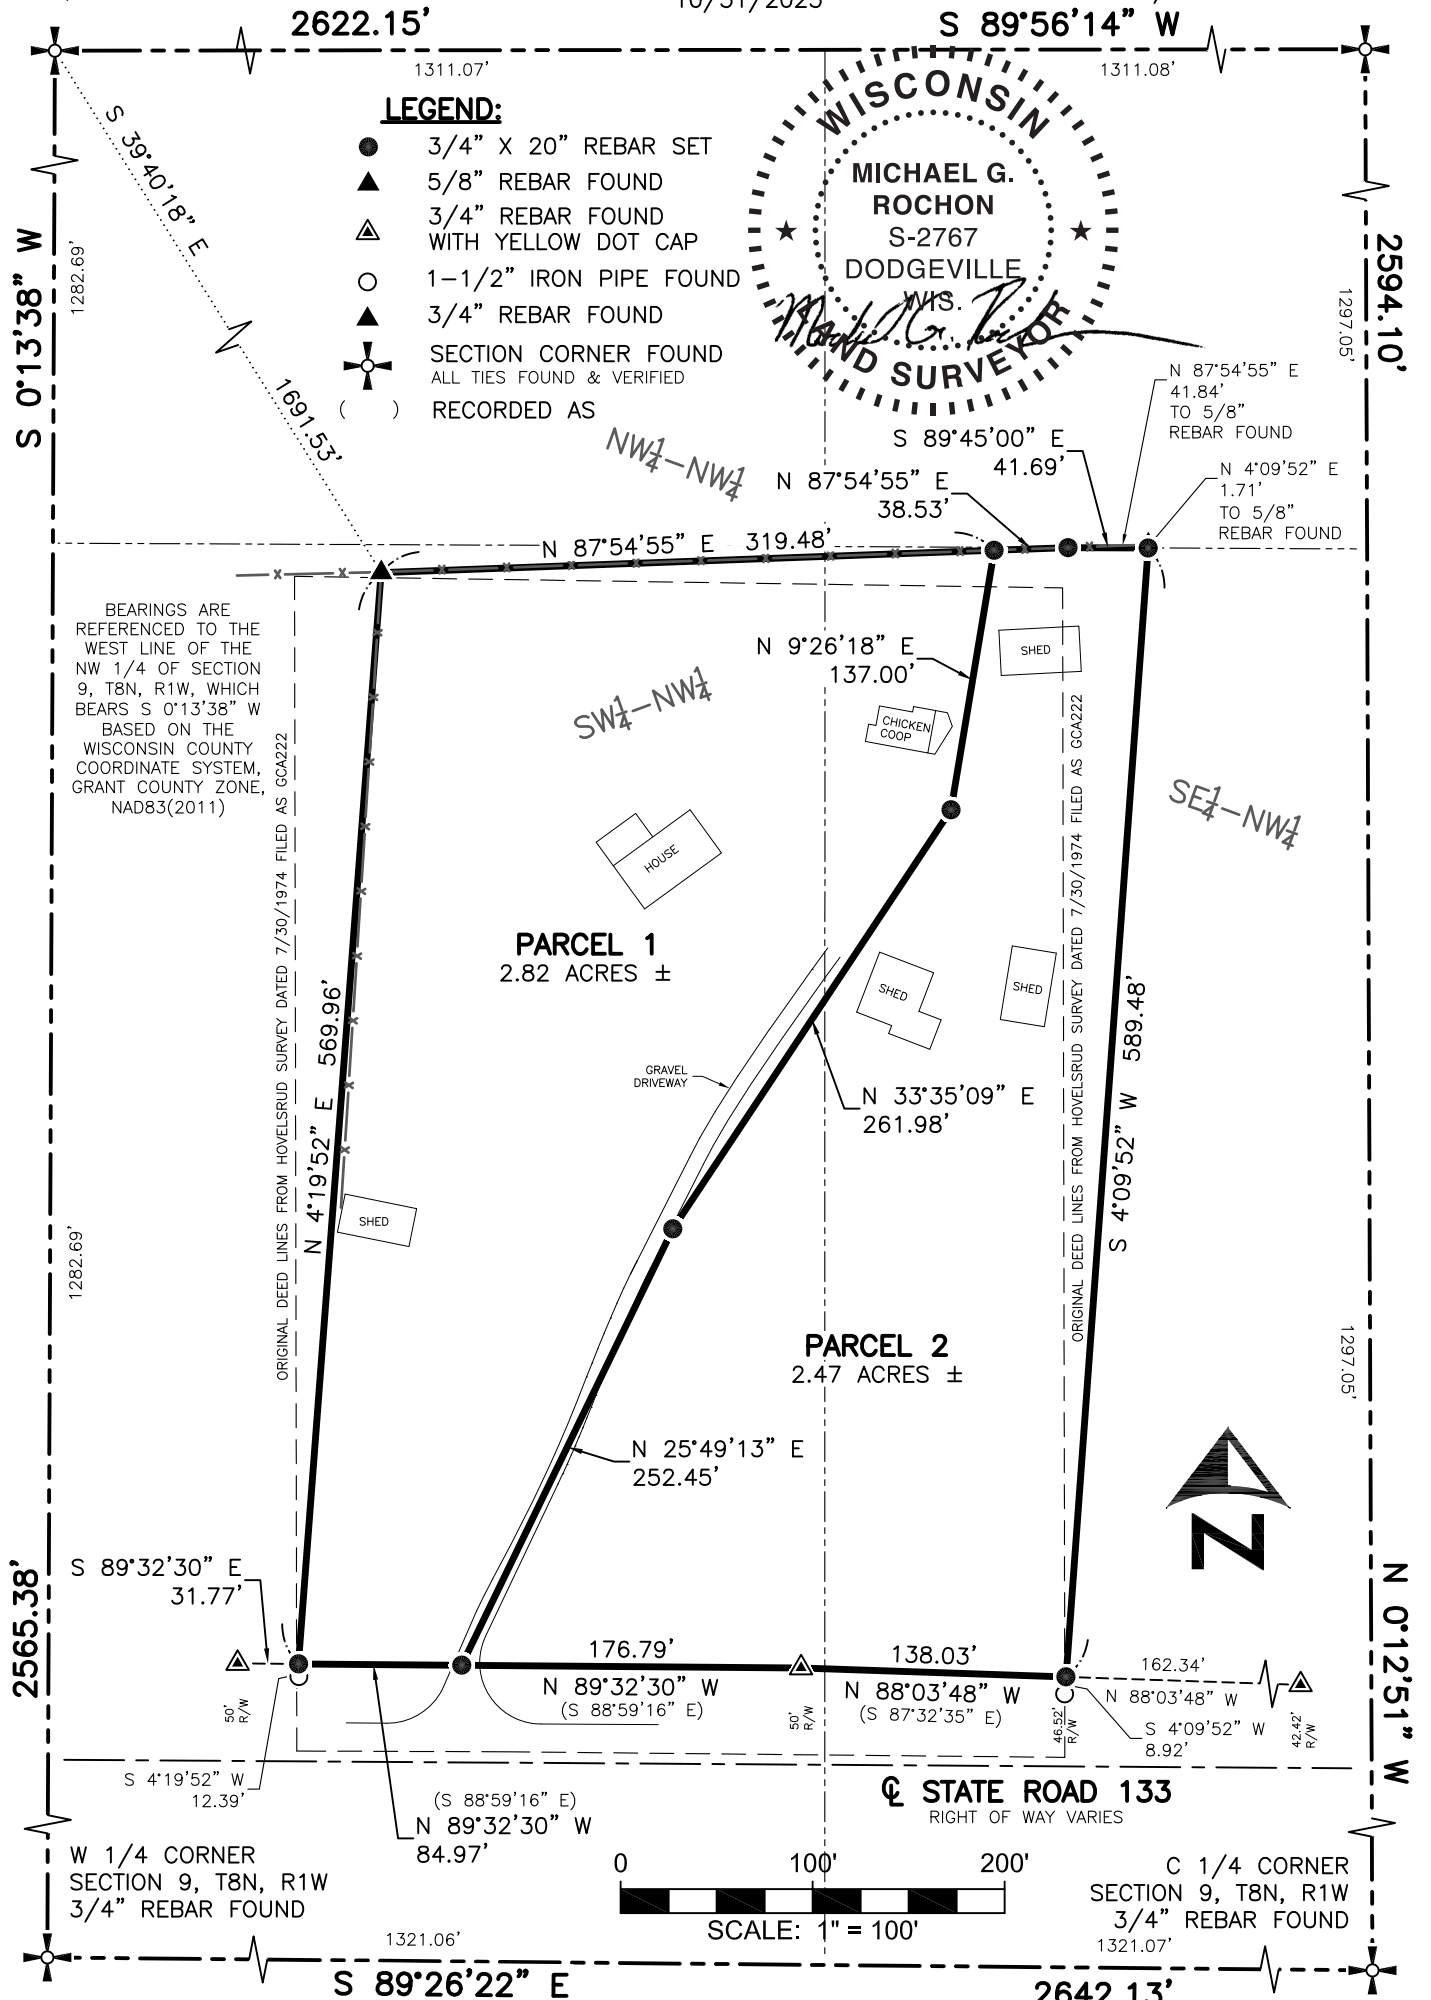 10/31/2023
2622.15'
S 89°56'14" W
1311.07'
1311.08'
LEGEND:
3/4" X 20" REBAR SET
5/8" REBAR FOUND
3/4" REBAR FOUND
WITH YELLOW DOT CAP
1-1/2" IRON PIPE FOUND
3/4" REBAR FOUND
SECTION CORNER FOUND
ALL TIES FOUND & VERIFIED
( ) RECORDED AS
WISCONSIN
MICHAEL G.
ROCHON
S-2767
DODGEVILLE
WIS.
LAND SURVEYOR
S 39°40'18" E
1691.53'
S 0°13'38" W
1282.69'
2594.10'
1297.05'
N 87°54'55" E
41.84'
TO 5/8"
REBAR FOUND
S 89°45'00" E
41.69'
NW1/4-NW1/4
N 87°54'55" E
38.53'
N 4°09'52" E
1.71'
TO 5/8"
REBAR FOUND
N 87°54'55" E 319.48'
BEARINGS ARE
REFERENCED TO THE
WEST LINE OF THE
NW 1/4 OF SECTION
9, T8N, R1W, WHICH
BEARS S 0°13'38" W
BASED ON THE
WISCONSIN COUNTY
COORDINATE SYSTEM,
GRANT COUNTY ZONE,
NAD83(2011)
N 9°26'18" E
137.00'
SHED
SW1/4-NW1/4
CHICKEN
COOP
SE1/4-NW1/4
HOUSE
ORIGINAL DEED LINES FROM HOVELSRUD SURVEY DATED 7/30/1974 FILED AS GCA222
ORIGINAL DEED LINES FROM HOVELSRUD SURVEY DATED 7/30/1974 FILED AS GCA222
PARCEL 1
2.82 ACRES ±
SHED
SHED
N 4°19'52" E 569.96'
S 4°09'52" W 589.48'
GRAVEL
DRIVEWAY
N 33°35'09" E
261.98'
SHED
1282.69'
1297.05'
PARCEL 2
2.47 ACRES ±
N 25°49'13" E
252.45'
N
S 89°32'30" E
31.77'
2565.38'
N 0°12'51" W
176.79'
N 89°32'30" W
(S 88°59'16" E)
138.03'
N 88°03'48" W
(S 87°32'35" E)
162.34'
N 88°03'48" W
50'
R/W
50'
R/W
46.52'
R/W
42.42'
R/W
S 4°09'52" W
8.92'
S 4°19'52" W
12.39'
℄ STATE ROAD 133
RIGHT OF WAY VARIES
(S 88°59'16" E)
N 89°32'30" W
84.97'
W 1/4 CORNER
SECTION 9, T8N, R1W
3/4" REBAR FOUND
0 100' 200'
SCALE: 1" = 100'
C 1/4 CORNER
SECTION 9, T8N, R1W
3/4" REBAR FOUND
1321.06'
1321.07'
S 89°26'22" E
2642.13'